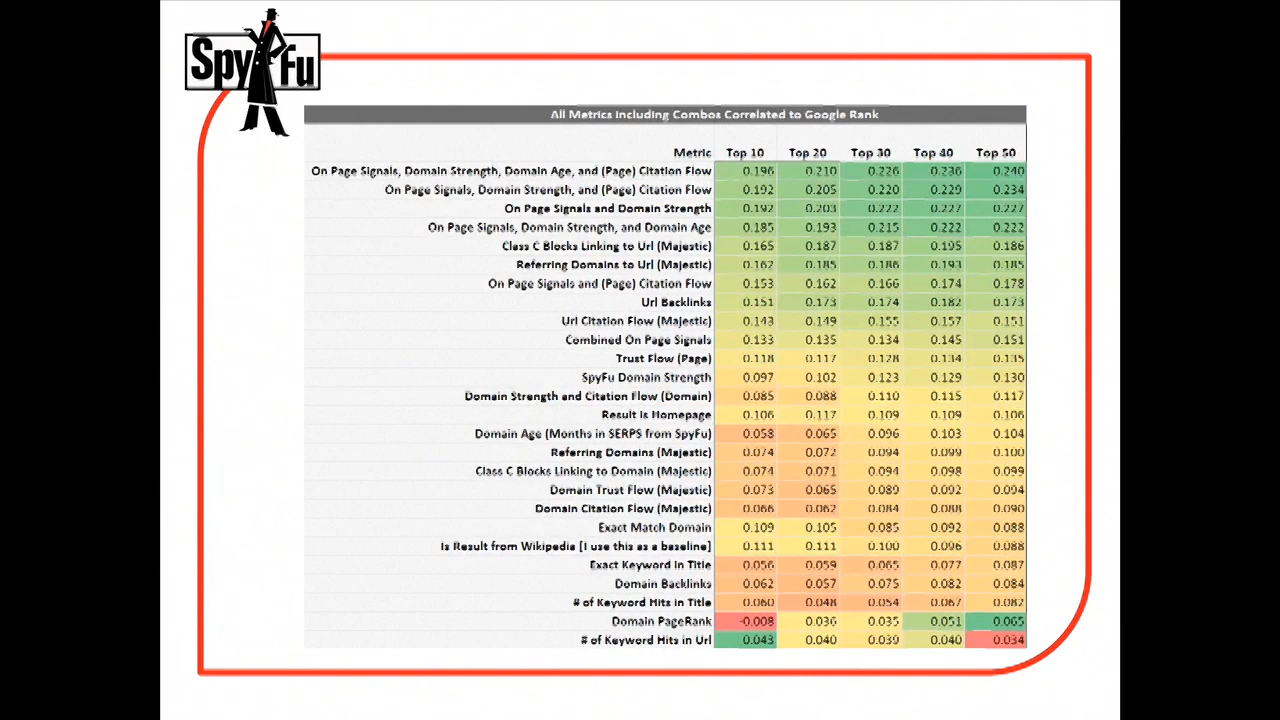 SpyFu
All Metrics Including Combos Correlated to Google Rank
Metric Top 10 Top 20 Top 30 Top 40 Top 50
On Page Signals, Domain Strength, Domain Age, and (Page) Citation Flow 0.196 0.210 0.226 0.236 0.240
On Page Signals, Domain Strength, and (Page) Citation Flow 0.192 0.205 0.220 0.229 0.234
On Page Signals and Domain Strength 0.192 0.203 0.222 0.227 0.227
On Page Signals, Domain Strength, and Domain Age 0.185 0.193 0.215 0.222 0.222
Class C Blocks Linking to Url (Majestic) 0.165 0.187 0.187 0.195 0.186
Referring Domains to Url (Majestic) 0.162 0.185 0.186 0.193 0.185
On Page Signals and (Page) Citation Flow 0.153 0.162 0.166 0.174 0.178
Url Backlinks 0.151 0.173 0.174 0.182 0.173
Url Citation Flow (Majestic) 0.143 0.149 0.155 0.157 0.151
Combined On Page Signals 0.133 0.135 0.134 0.145 0.151
Trust Flow (Page) 0.118 0.117 0.128 0.134 0.135
SpyFu Domain Strength 0.097 0.102 0.123 0.129 0.130
Domain Strength and Citation Flow (Domain) 0.085 0.088 0.110 0.115 0.117
Result Is Homepage 0.106 0.117 0.109 0.109 0.106
Domain Age (Months in SERPS from SpyFu) 0.058 0.065 0.096 0.103 0.104
Referring Domains (Majestic) 0.074 0.072 0.094 0.099 0.100
Class C Blocks Linking to Domain (Majestic) 0.074 0.071 0.094 0.098 0.099
Domain Trust Flow (Majestic) 0.073 0.065 0.089 0.092 0.094
Domain Citation Flow (Majestic) 0.066 0.062 0.084 0.088 0.090
Exact Match Domain 0.109 0.105 0.085 0.092 0.088
Is Result from Wikipedia [I use this as a baseline] 0.111 0.111 0.100 0.096 0.088
Exact Keyword in Title 0.056 0.059 0.065 0.077 0.087
Domain Backlinks 0.062 0.057 0.075 0.082 0.084
# of Keyword Hits in Title 0.060 0.048 0.054 0.067 0.082
Domain PageRank -0.008 0.036 0.035 0.051 0.065
# of Keyword Hits in Url 0.043 0.040 0.039 0.040 0.034